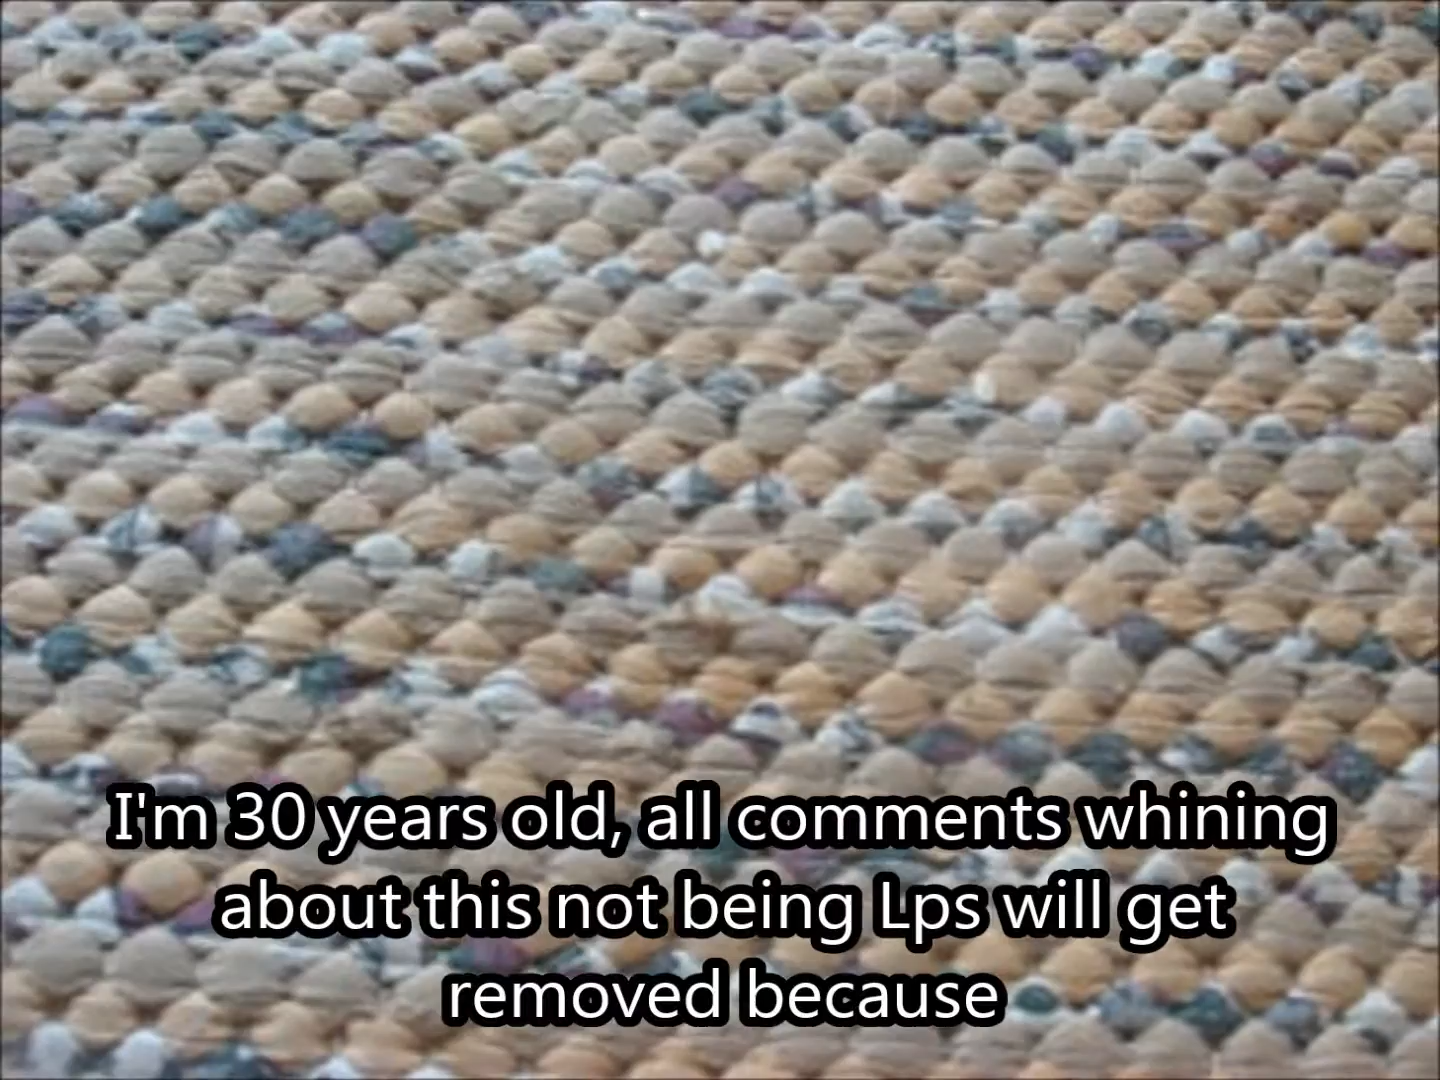 I'm 30 years old, all comments whining
about this not being Lps will get
removed because